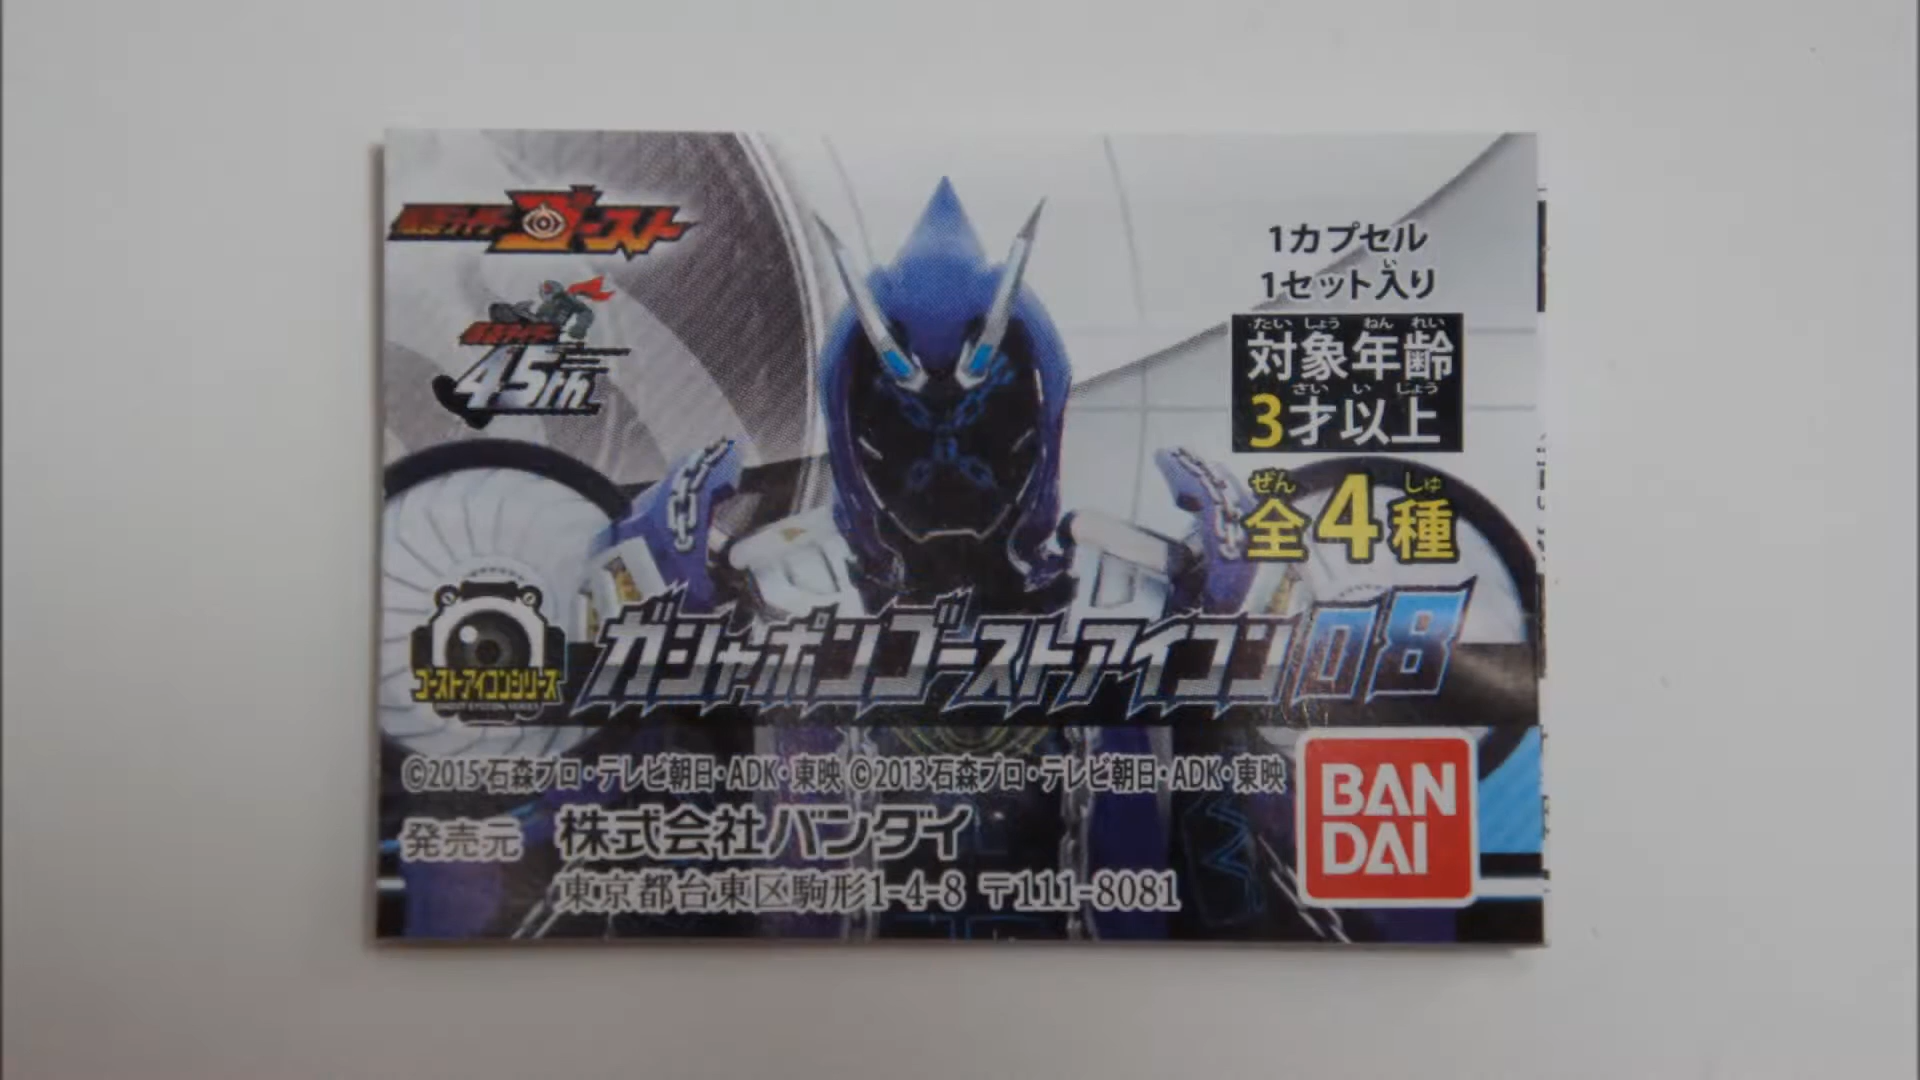 仮面ライダーゴースト
仮面ライダー
45th
1カプセル
1セット入り
い
対象年齢
たいしょうねんれい
3才以上
さいいじょう
全4種
ぜん しゅ
ゴーストアイコンシリーズ
ガシャポンゴーストアイコン08
©2015 石森プロ・テレビ朝日・ADK・東映 ©2013 石森プロ・テレビ朝日・ADK・東映
発売元 株式会社バンダイ
東京都台東区駒形1-4-8 〒111-8081
BAN
DAI